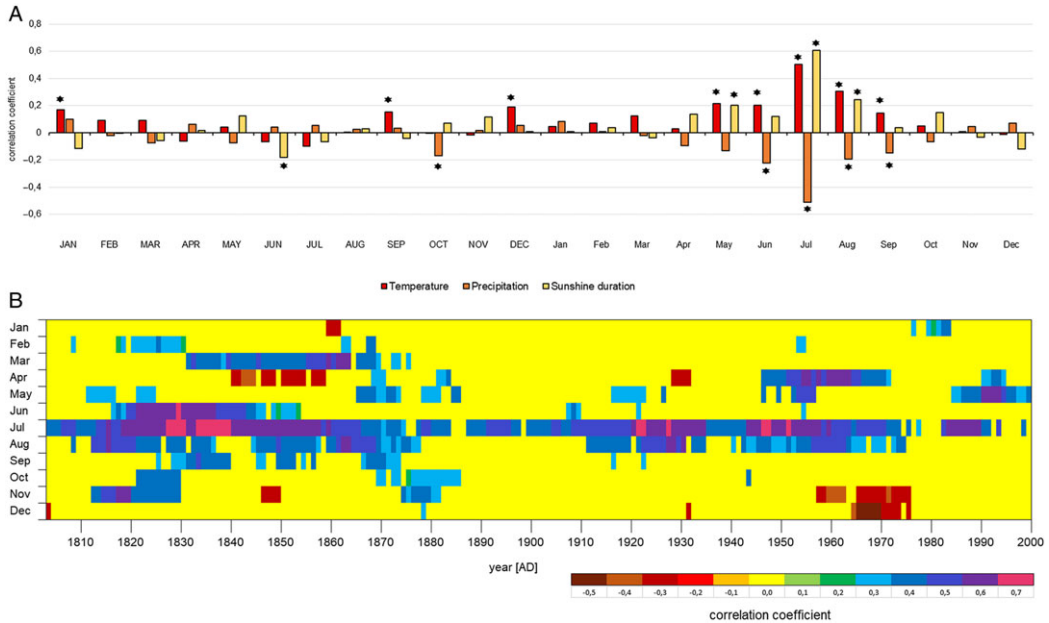 A
0,8
0,6
0,4
0,2
0
−0,2
−0,4
−0,6
correlation coefficient
JAN FEB MAR APR MAY JUN JUL AUG SEP OCT NOV DEC Jan Feb Mar Apr May Jun Jul Aug Sep Oct Nov Dec
Temperature Precipitation Sunshine duration
B
Jan
Feb
Mar
Apr
May
Jun
Jul
Aug
Sep
Oct
Nov
Dec
1810 1820 1830 1840 1850 1860 1870 1880 1890 1900 1910 1920 1930 1940 1950 1960 1970 1980 1990 2000
year [AD]
-0,5 -0,4 -0,3 -0,2 -0,1 0,0 0,1 0,2 0,3 0,4 0,5 0,6 0,7
correlation coefficient